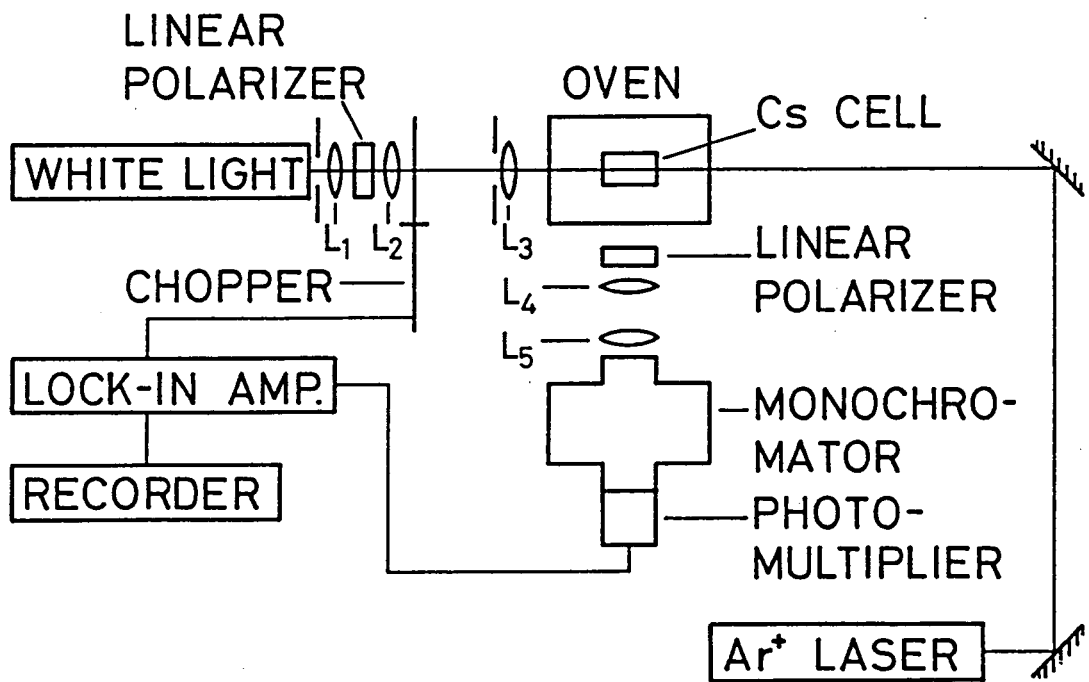 LINEAR
POLARIZER
OVEN
Cs CELL
WHITE LIGHT
L₁
L₂
L₃
LINEAR
POLARIZER
CHOPPER
L₄
L₅
LOCK-IN AMP.
MONOCHRO-
MATOR
RECORDER
PHOTO-
MULTIPLIER
Ar⁺ LASER